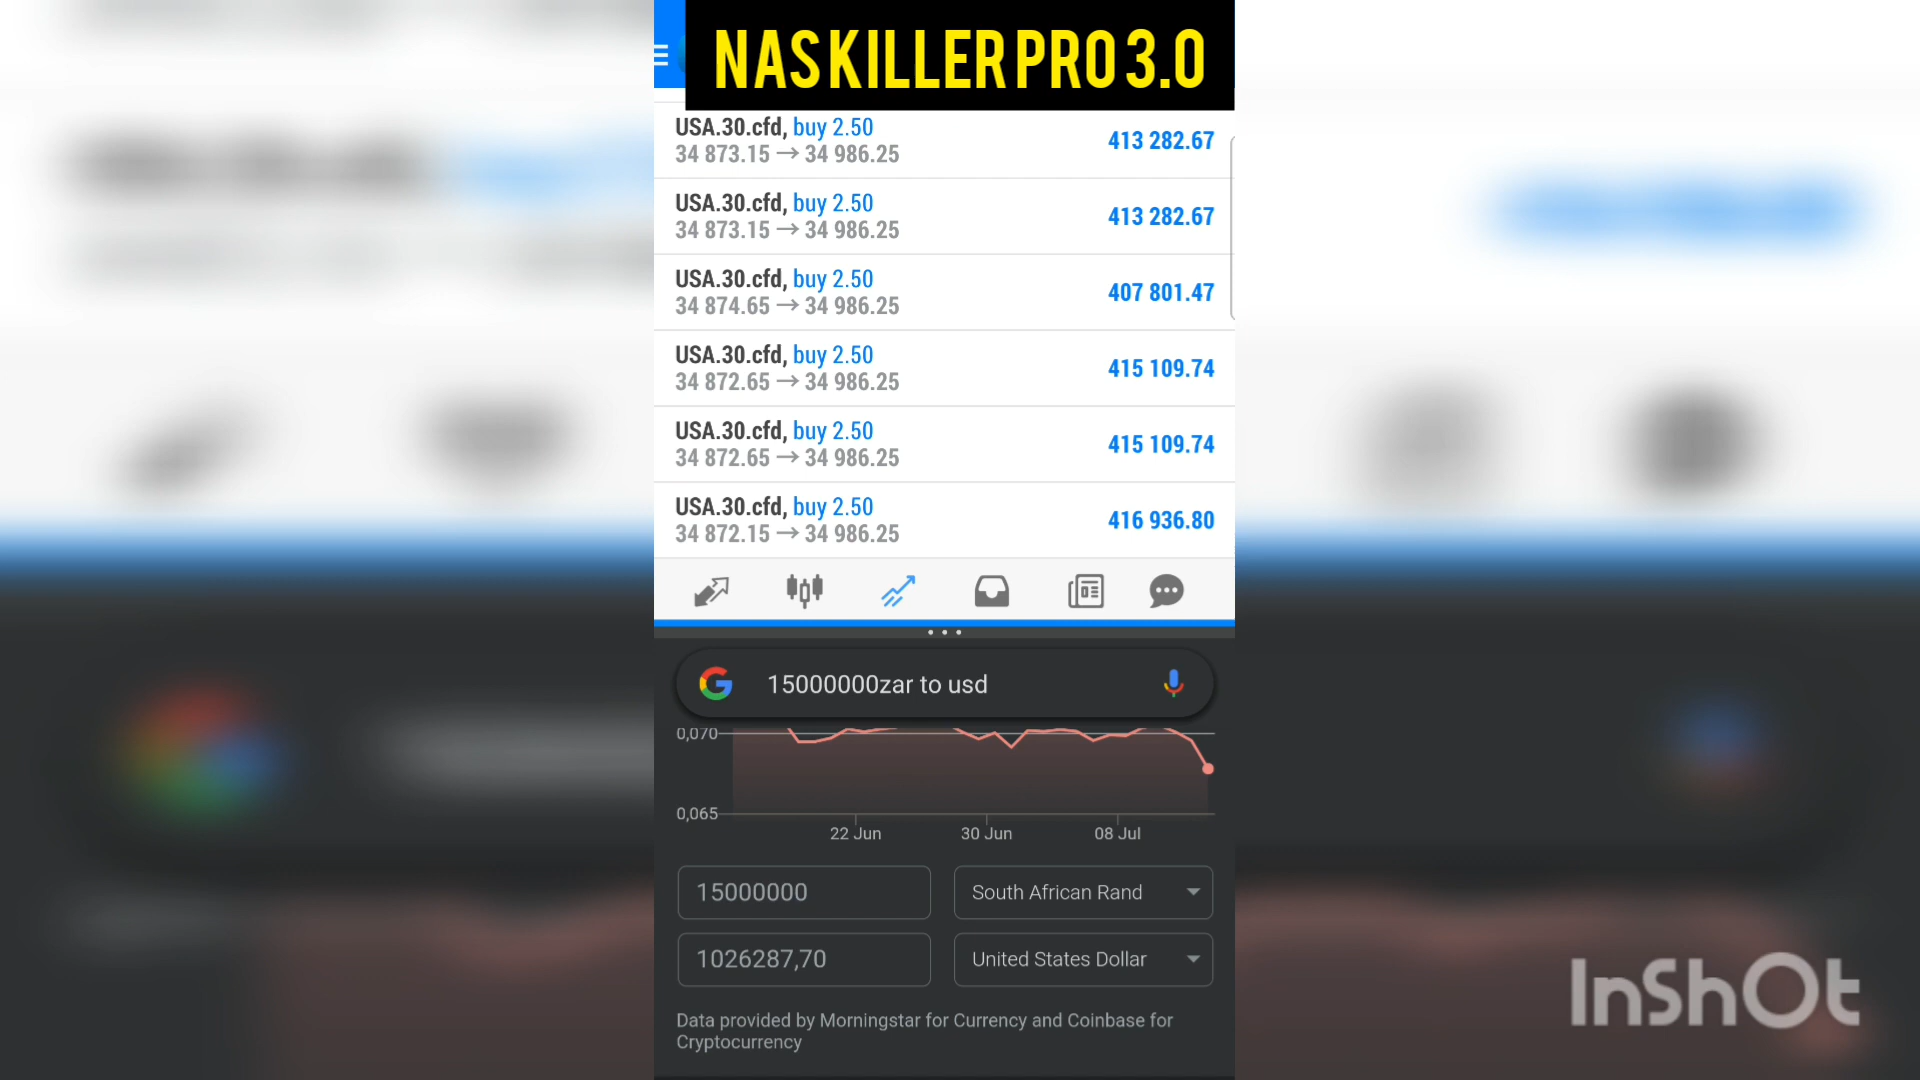 NAS KILLER PRO 3.0
USA.30.cfd, buy 2.50
34 873.15 → 34 986.25
413 282.67
USA.30.cfd, buy 2.50
34 873.15 → 34 986.25
413 282.67
USA.30.cfd, buy 2.50
34 874.65 → 34 986.25
407 801.47
USA.30.cfd, buy 2.50
34 872.65 → 34 986.25
415 109.74
USA.30.cfd, buy 2.50
34 872.65 → 34 986.25
415 109.74
USA.30.cfd, buy 2.50
34 872.15 → 34 986.25
416 936.80
15000000zar to usd
0,070
0,065
22 Jun 30 Jun 08 Jul
15000000 South African Rand
1026287,70 United States Dollar
Data provided by Morningstar for Currency and Coinbase for
Cryptocurrency
InShOt